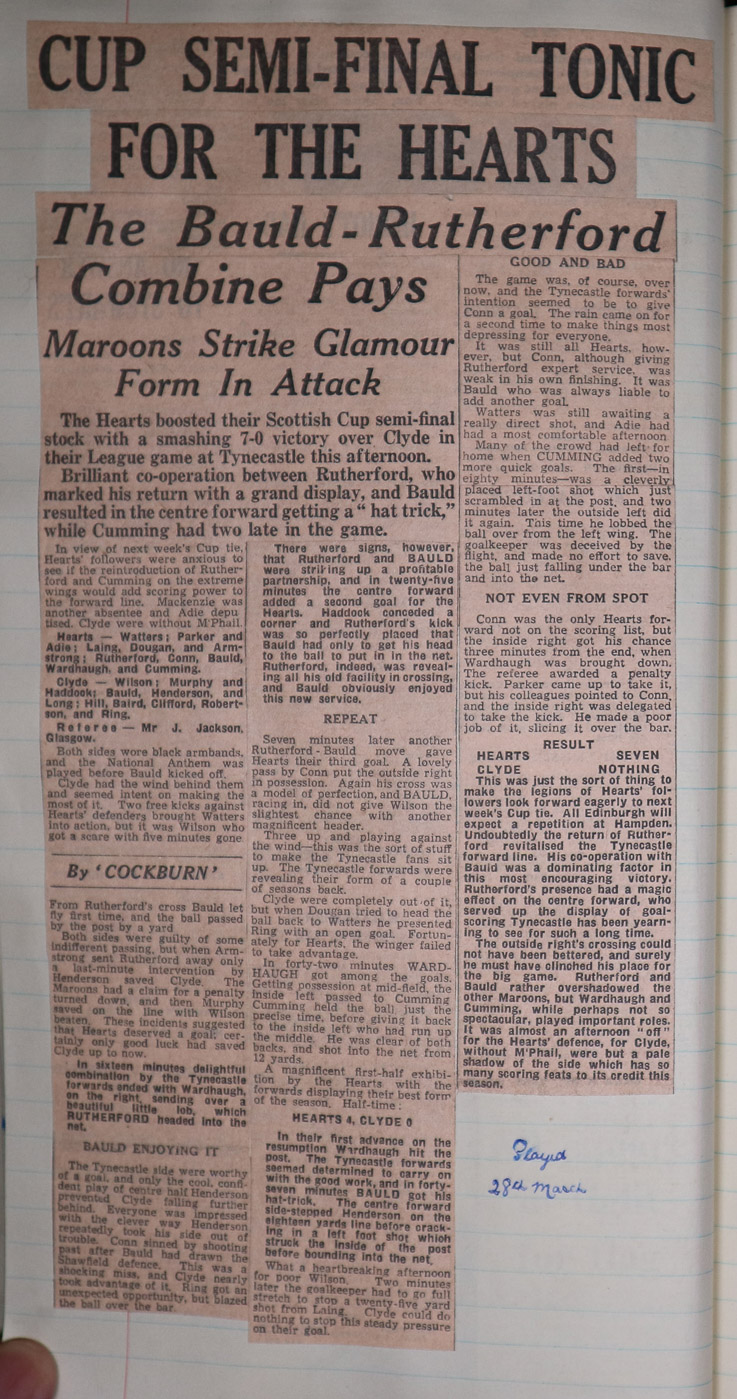 CUP SEMI-FINAL TONIC
FOR THE HEARTS
The Bauld-Rutherford
Combine Pays
Maroons Strike Glamour
Form In Attack
The Hearts boosted their Scottish Cup semi-final
stock with a smashing 7-0 victory over Clyde in
their League game at Tynecastle this afternoon.
Brilliant co-operation between Rutherford, who
marked his return with a grand display, and Bauld
resulted in the centre forward getting a "hat trick,"
while Cumming had two late in the game.
In view of next week's Cup tie,
Hearts' followers were anxious to
see if the reintroduction of Ruther-
ford and Cumming on the extreme
wings would add scoring power to
the forward line. Mackenzie was
another absentee and Adie depu
tised. Clyde were without M'Phail.
Hearts — Watters; Parker and
Adie; Laing, Dougan, and Arm-
strong; Rutherford, Conn, Bauld,
Wardhaugh, and Cumming.
Clyde — Wilson; Murphy and
Haddock; Bauld, Henderson, and
Long; Hill, Baird, Clifford, Robert-
son, and Ring.
Referee — Mr J. Jackson,
Glasgow.
Both sides wore black armbands,
and the National Anthem was
played before Bauld kicked off.
Clyde had the wind behind them
and seemed intent on making the
most of it. Two free kicks against
Hearts' defenders brought Watters
into action, but it was Wilson who
got a scare with five minutes gone
By 'COCKBURN'
From Rutherford's cross Bauld let
fly first time, and the ball passed
by the post by a yard
Both sides were guilty of some
indifferent passing, but when Arm-
strong sent Rutherford away only
a last-minute intervention by
Henderson saved Clyde. The
Maroons had a claim for a penalty
turned down, and then Murphy
saved on the line with Wilson
beaten. These incidents suggested
that Hearts deserved a goal; cer-
tainly only good luck had saved
Clyde up to now.
In sixteen minutes delightful
combination by the Tynecastle
forwards ended with Wardhaugh,
on the right, sending over a
beautiful little lob, which
RUTHERFORD headed into the
net.
BAULD ENJOYING IT
The Tynecastle side were worthy
of a goal, and only the cool, confi-
dent play of centre half Henderson
prevented Clyde falling further
behind. Everyone was impressed
with the clever way Henderson
repeatedly took his side out of
trouble. Conn sinned by shooting
past after Bauld had drawn the
Shawfield defence. This was a
shocking miss, and Clyde nearly
took advantage of it. Ring got an
unexpected opportunity, but blazed
the ball over the bar.
There were signs, however,
that Rutherford and BAULD
were striking up a profitable
partnership, and in twenty-five
minutes the centre forward
added a second goal for the
Hearts. Haddock conceded a
corner and Rutherford's kick
was so perfectly placed that
Bauld had only to get his head
to the ball to put in in the net.
Rutherford, indeed, was reveal-
ing all his old facility in crossing,
and Bauld obviously enjoyed
this new service.
REPEAT
Seven minutes later another
Rutherford-Bauld move gave
Hearts their third goal. A lovely
pass by Conn put the outside right
in possession. Again his cross was
a model of perfection, and BAULD,
racing in, did not give Wilson the
slightest chance with another
magnificent header.
Three up and playing against
the wind—this was the sort of stuff
to make the Tynecastle fans sit
up. The Tynecastle forwards were
revealing their form of a couple
of seasons back.
Clyde were completely out of it,
but when Dougan tried to head the
ball back to Watters he presented
Ring with an open goal. Fortun-
ately for Hearts, the winger failed
to take advantage.
In forty-two minutes WARD-
HAUGH got among the goals.
Getting possession at mid-field, the
inside left passed to Cumming
Cumming held the ball just the
precise time, before giving it back
to the inside left who had run up
the middle. He was clear of both
backs, and shot into the net from
12 yards.
A magnificent first-half exhibi-
tion by the Hearts with the
forwards displaying their best form
of the season. Half-time:
HEARTS 4, CLYDE 0
In their first advance on the
resumption Wardhaugh hit the
post. The Tynecastle forwards
seemed determined to carry on
with the good work, and in forty-
seven minutes BAULD got his
hat-trick. The centre forward
side-stepped Henderson on the
eighteen yards line before crack-
ing in a left foot shot which
struck the inside of the post
before bounding into the net.
What a heartbreaking afternoon
for poor Wilson. Two minutes
later the goalkeeper had to go full
stretch to stop a twenty-five yard
shot from Laing. Clyde could do
nothing to stop this steady pressure
on their goal.
GOOD AND BAD
The game was, of course, over
now, and the Tynecastle forwards'
intention seemed to be to give
Conn a goal. The rain came on for
a second time to make things most
depressing for everyone.
It was still all Hearts, how-
ever, but Conn, although giving
Rutherford expert service, was
weak in his own finishing. It was
Bauld who was always liable to
add another goal.
Watters was still awaiting a
really direct shot, and Adie had
had a most comfortable afternoon
Many of the crowd had left for
home when CUMMING added two
more quick goals. The first—in
eighty minutes—was a cleverly
placed left-foot shot which just
scrambled in at the post, and two
minutes later the outside left did
it again. This time he lobbed the
ball over from the left wing. The
goalkeeper was deceived by the
flight, and made no effort to save,
the ball just falling under the bar
and into the net.
NOT EVEN FROM SPOT
Conn was the only Hearts for-
ward not on the scoring list, but
the inside right got his chance
three minutes from the end, when
Wardhaugh was brought down.
The referee awarded a penalty
kick. Parker came up to take it,
but his colleagues pointed to Conn,
and the inside right was delegated
to take the kick. He made a poor
job of it, slicing it over the bar.
RESULT
HEARTS SEVEN
CLYDE NOTHING
This was just the sort of thing to
make the legions of Hearts' fol-
lowers look forward eagerly to next
week's Cup tie. All Edinburgh will
expect a repetition at Hampden.
Undoubtedly the return of Ruther-
ford revitalised the Tynecastle
forward line. His co-operation with
Bauld was a dominating factor in
this most encouraging victory.
Rutherford's presence had a magic
effect on the centre forward, who
served up the display of goal-
scoring Tynecastle has been yearn-
ing to see for such a long time.
The outside right's crossing could
not have been bettered, and surely
he must have clinched his place for
the big game. Rutherford and
Bauld rather overshadowed the
other Maroons, but Wardhaugh and
Cumming, while perhaps not so
spectacular, played important roles.
It was almost an afternoon "off"
for the Hearts' defence, for Clyde,
without M'Phail, were but a pale
shadow of the side which has so
many scoring feats to its credit this
season.
Played
28th March